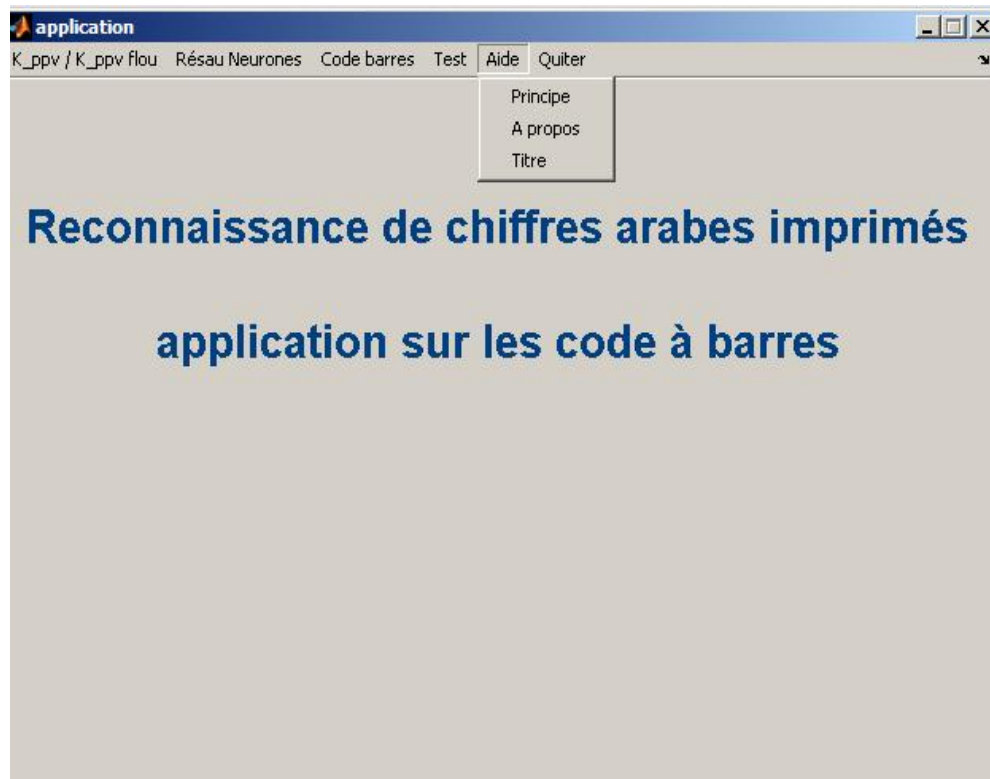 application
K_ppv / K_ppv flou Résau Neurones Code barres Test Aide Quiter
Principe
A propos
Titre
Reconnaissance de chiffres arabes imprimés
application sur les code à barres